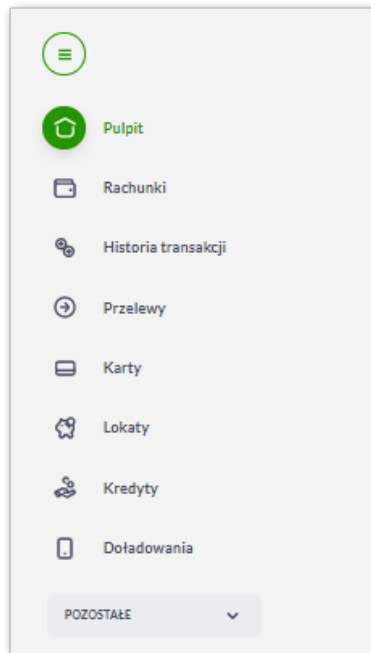 Pulpit
Rachunki
Historia transakcji
Przelewy
Karty
Lokaty
Kredyty
Doładowania
POZOSTAŁE